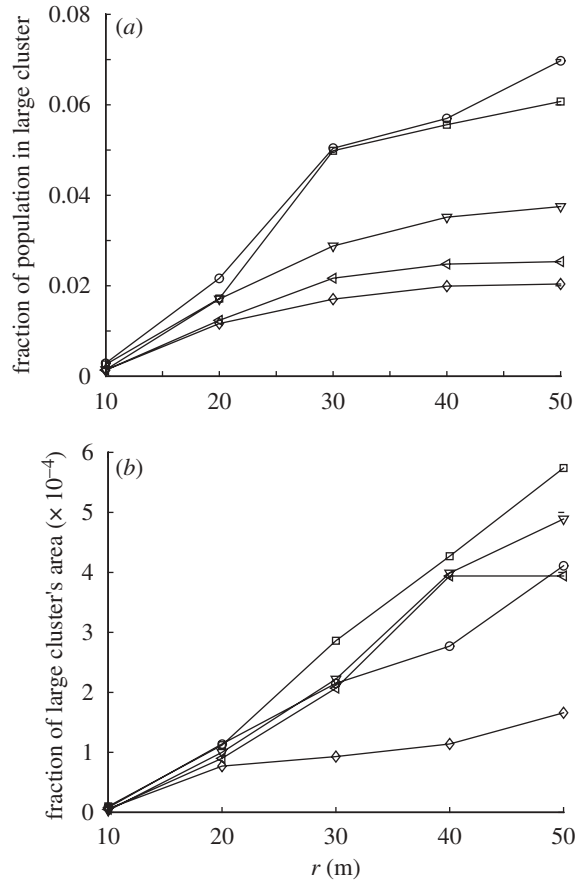 (a)
fraction of population in large cluster
0.08
0.06
0.04
0.02
0
10 20 30 40 50
(b)
fraction of large cluster's area (× 10⁻⁴)
6
5
4
3
2
1
0
10 20 30 40 50
r (m)